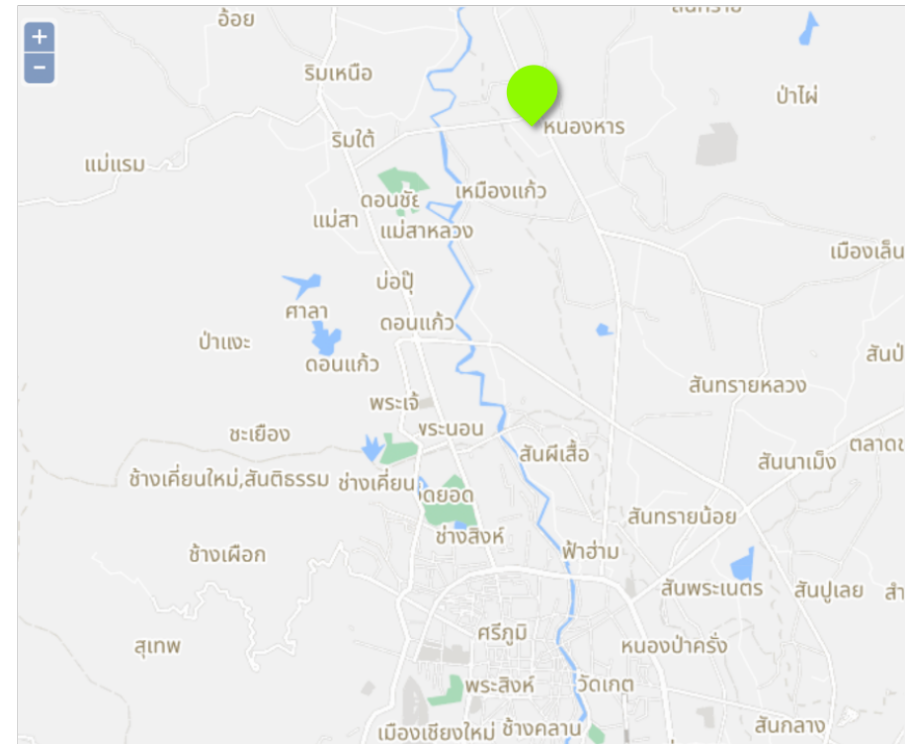 อ้อย
+
−
ริมเหนือ
ป่าไผ่
หนองหาร
ริมใต้
แม่แรม
เหมืองแก้ว
แม่สา
แม่สาหลวง
เมืองเล็น
บ่อปุ๊
ศาลา
ดอนแก้ว
ป่าแงะ
ดอนแก้ว
สันทรายหลวง
พระเจ้
พระนอน
ชะเยือง
สันผีเสื้อ
สันนาเม็ง
ช้างเคี่ยนใหม่,สันติธรรม
ช่างเคี่ยน
สันทรายน้อย
ช่างสิงห์
ช้างเผือก
ฟ้าฮ่าม
สันพระเนตร
สันปูเลย
ศรีภูมิ
สุเทพ
หนองป่าครั่ง
พระสิงห์
วัดเกต
เมืองเชียงใหม่
ช้างคลาน
สันกลาง